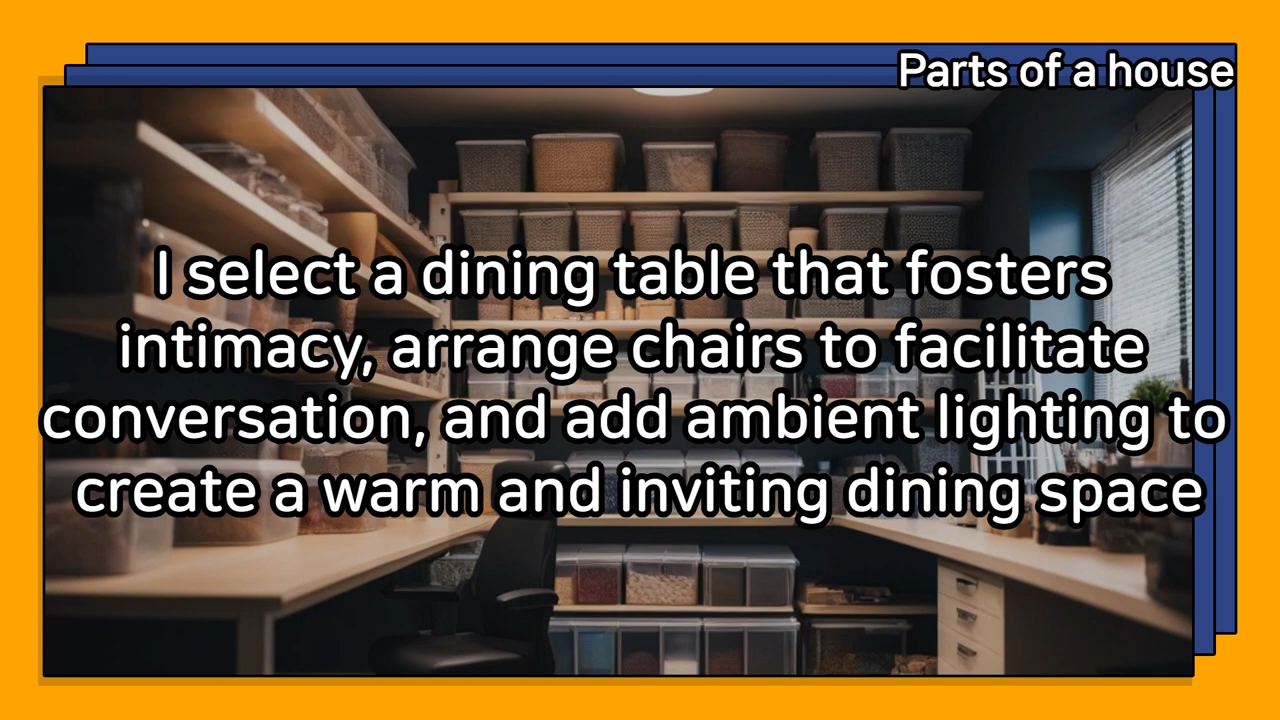 Parts of a house
I select a dining table that fosters
intimacy, arrange chairs to facilitate
conversation, and add ambient lighting to
create a warm and inviting dining space